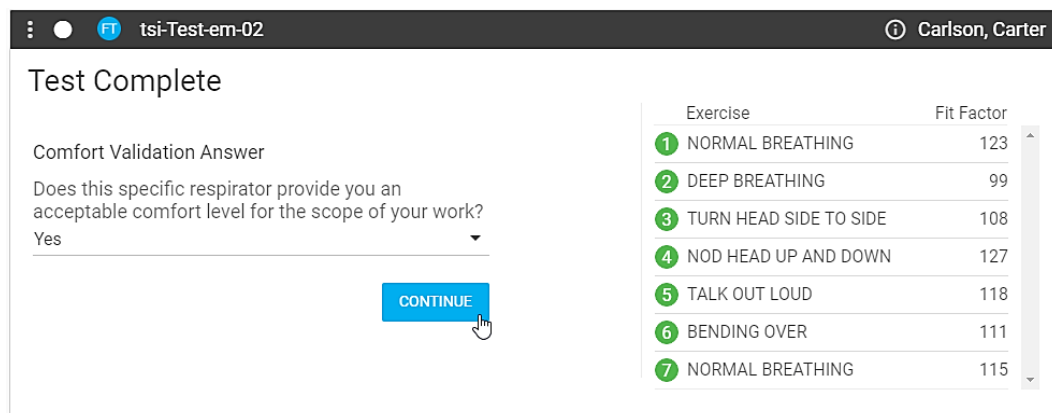 FT tsi-Test-em-02 Carlson, Carter
Test Complete
Comfort Validation Answer
Does this specific respirator provide you an
acceptable comfort level for the scope of your work?
Yes
CONTINUE
Exercise Fit Factor
1 NORMAL BREATHING 123
2 DEEP BREATHING 99
3 TURN HEAD SIDE TO SIDE 108
4 NOD HEAD UP AND DOWN 127
5 TALK OUT LOUD 118
6 BENDING OVER 111
7 NORMAL BREATHING 115